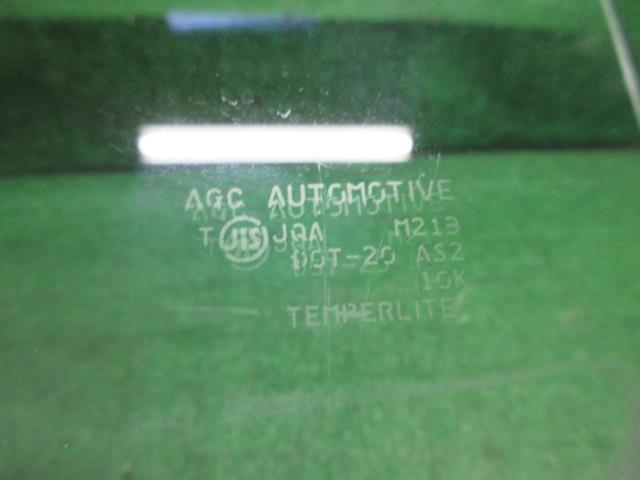 AGC AUTOMOTIVE
T JIS JQA M213
DOT-20 AS2
10K
TEMPERLITE